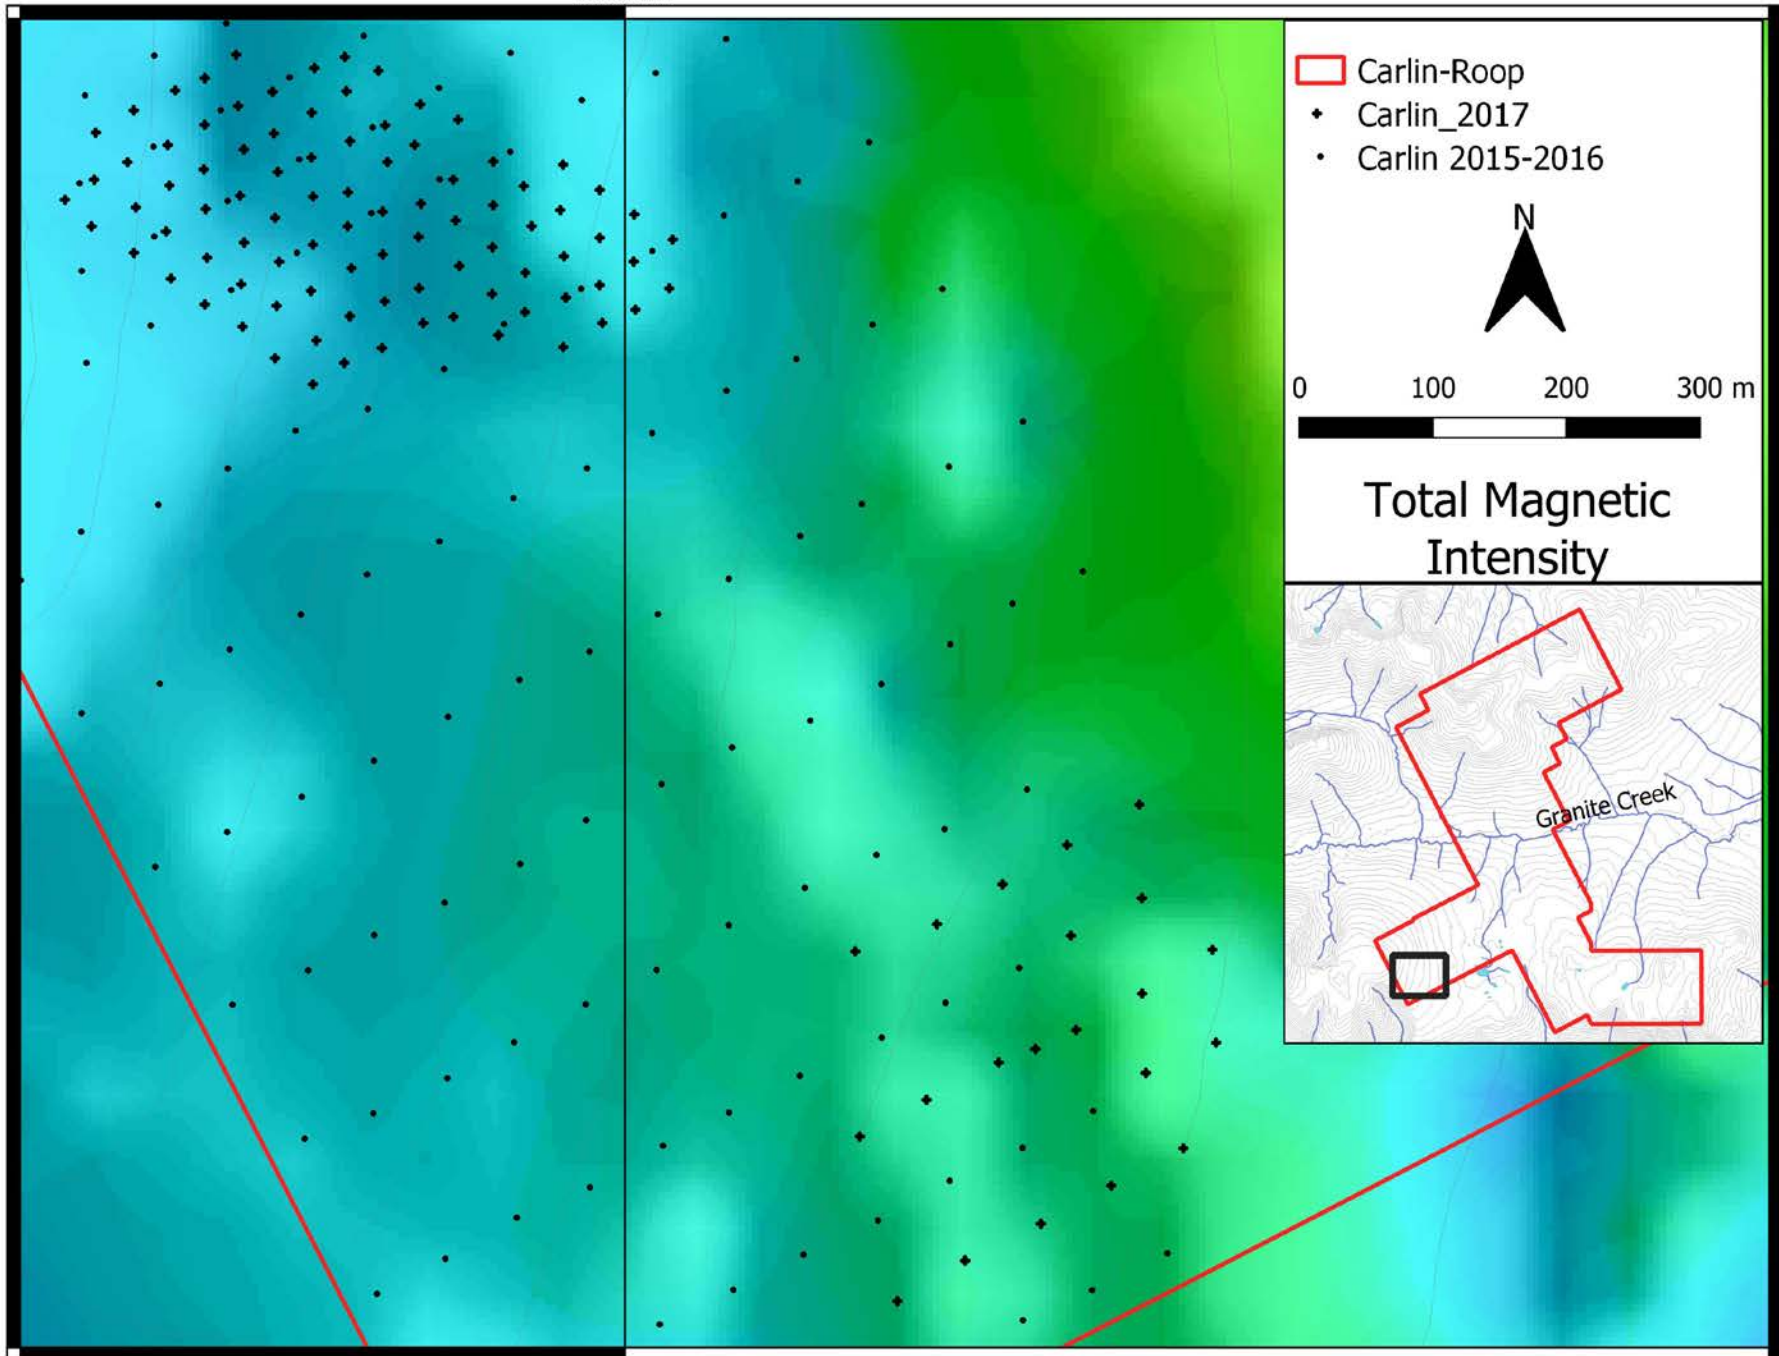 Carlin-Roop
Carlin_2017
Carlin 2015-2016
N
0 100 200 300 m
Total Magnetic
Intensity
Granite Creek